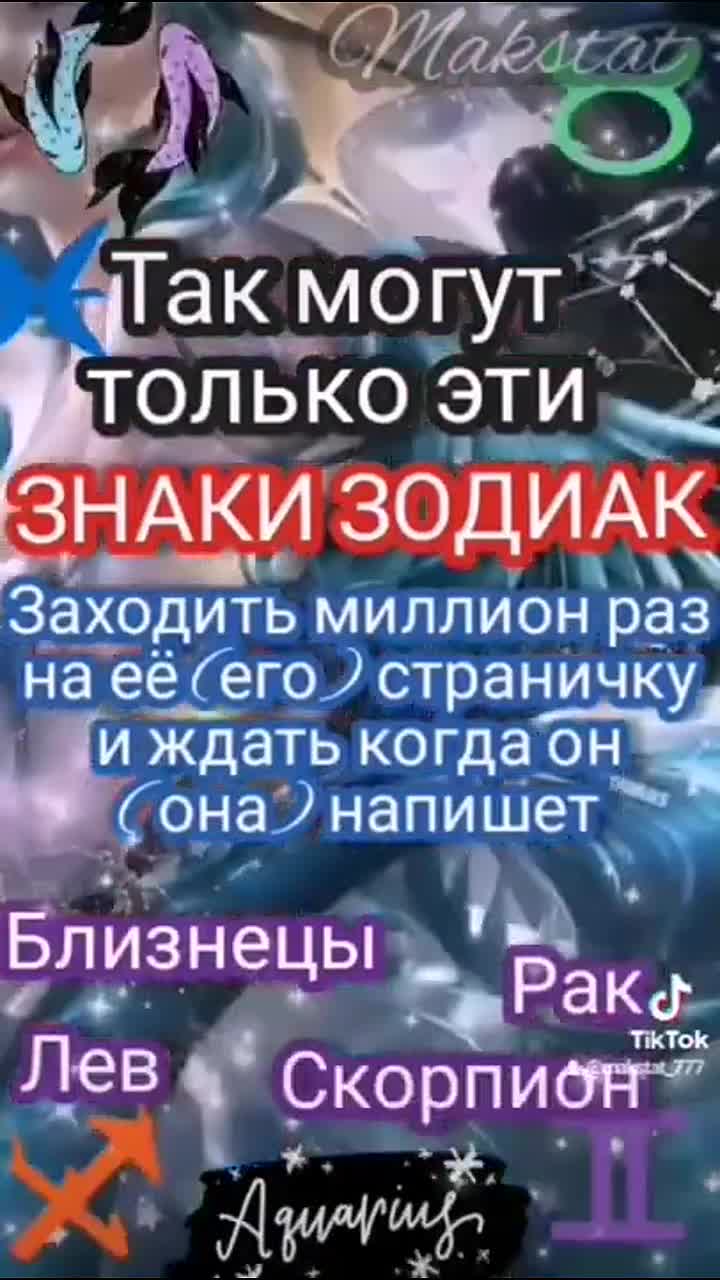 Makstat
Так могут
только эти
ЗНАКИ ЗОДИАК
Заходить миллион раз
на её (его) страничку
и ждать когда он
(она) напишет
Близнецы
Рак
TikTok
@makstat_777
Лев
Скорпион
Aquarius